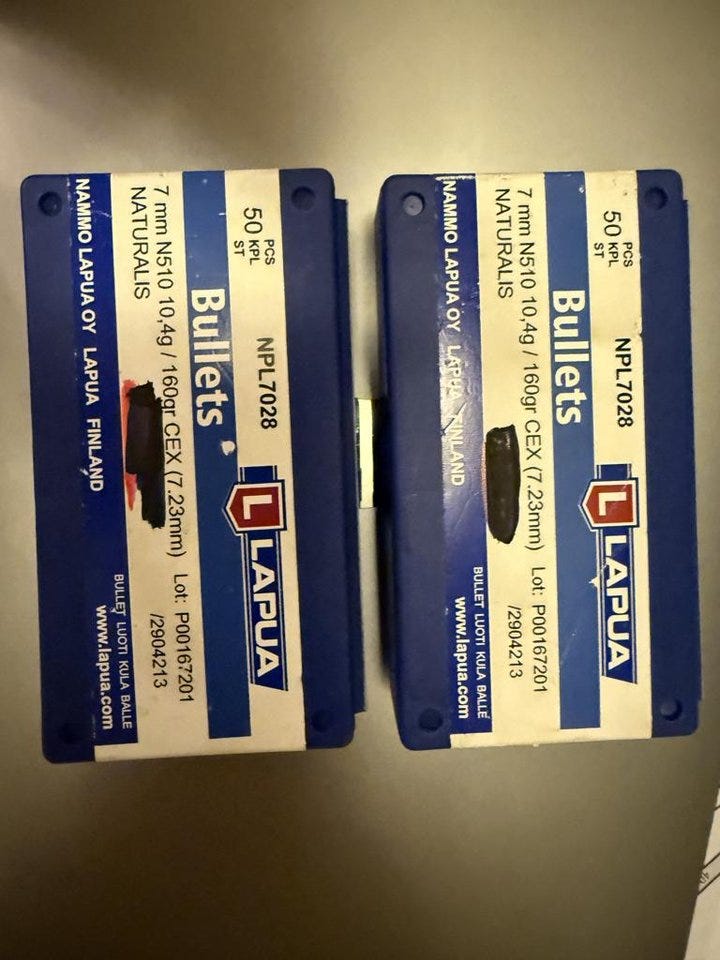 50 PCS
KPL
ST
NPL7028
LAPUA
Bullets
7 mm N510 10,4g / 160gr CEX (7.23mm)
NATURALIS
Lot: P00167201
/2904213
NAMMO LAPUA OY LAPUA FINLAND
BULLET LUOTI KULA BALLE
www.lapua.com
50 PCS
KPL
ST
NPL7028
LAPUA
Bullets
7 mm N510 10,4g / 160gr CEX (7.23mm)
NATURALIS
Lot: P00167201
/2904213
NAMMO LAPUA OY LAPUA FINLAND
BULLET LUOTI KULA BALLE
www.lapua.com